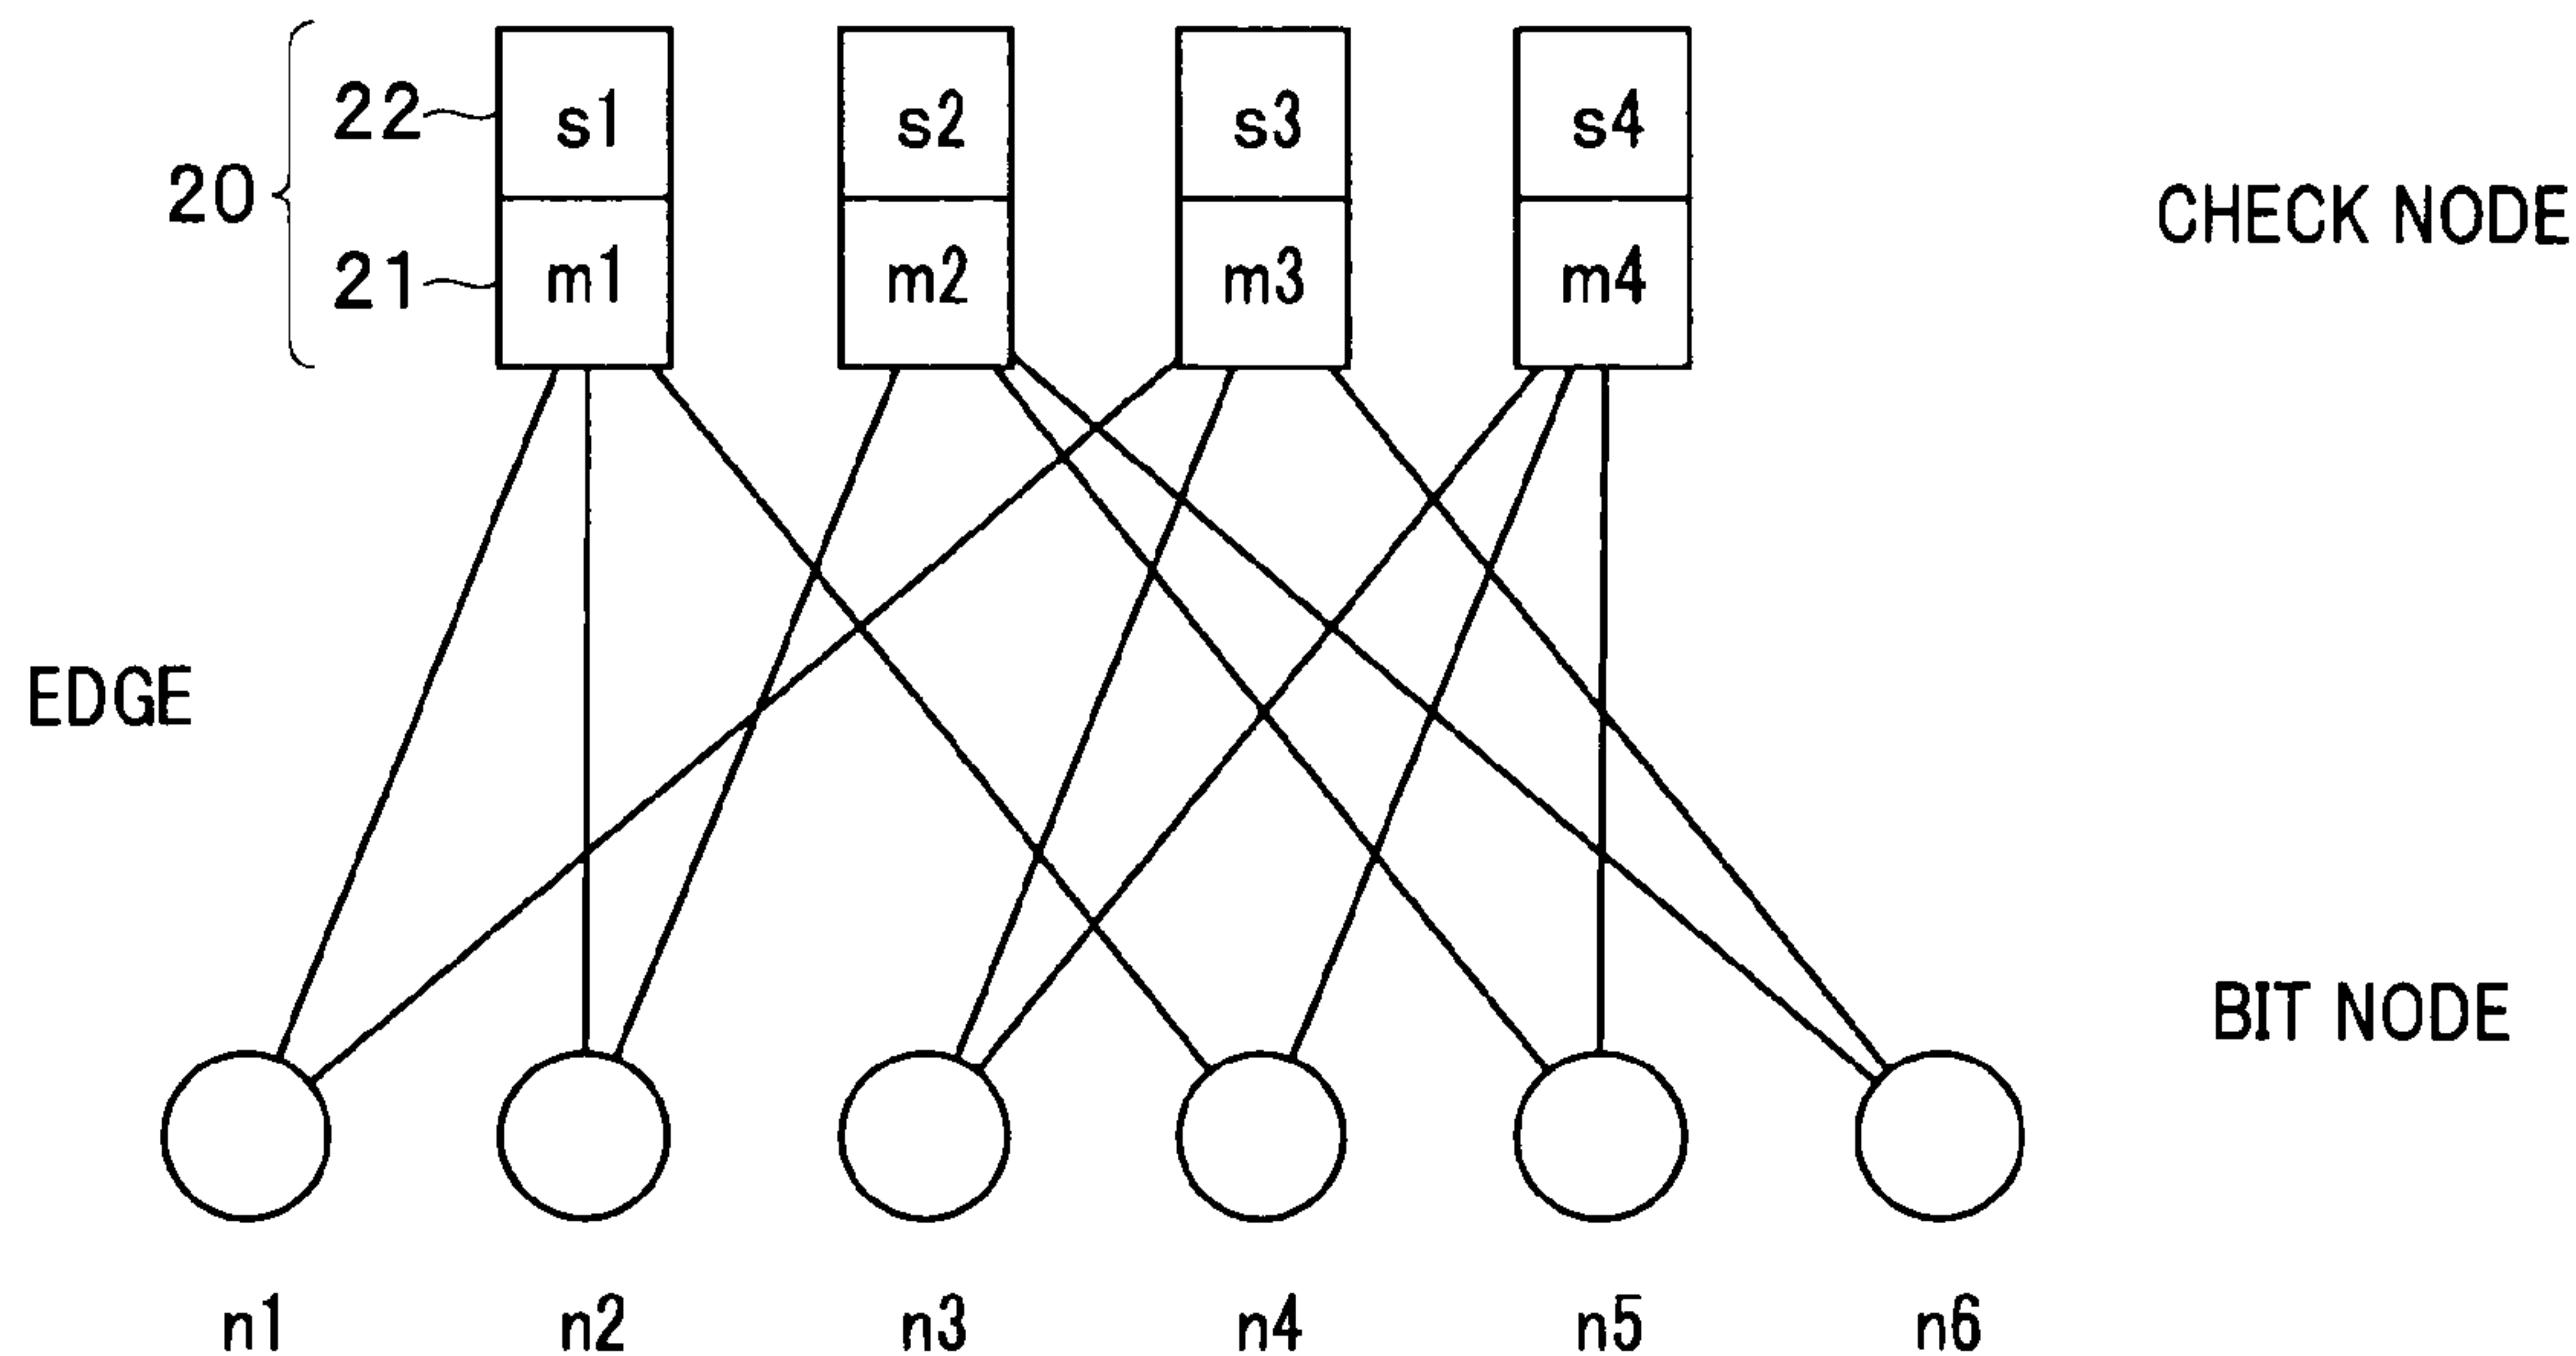 22 s1 s2 s3 s4
20 CHECK NODE
21 m1 m2 m3 m4
EDGE
BIT NODE
n1 n2 n3 n4 n5 n6